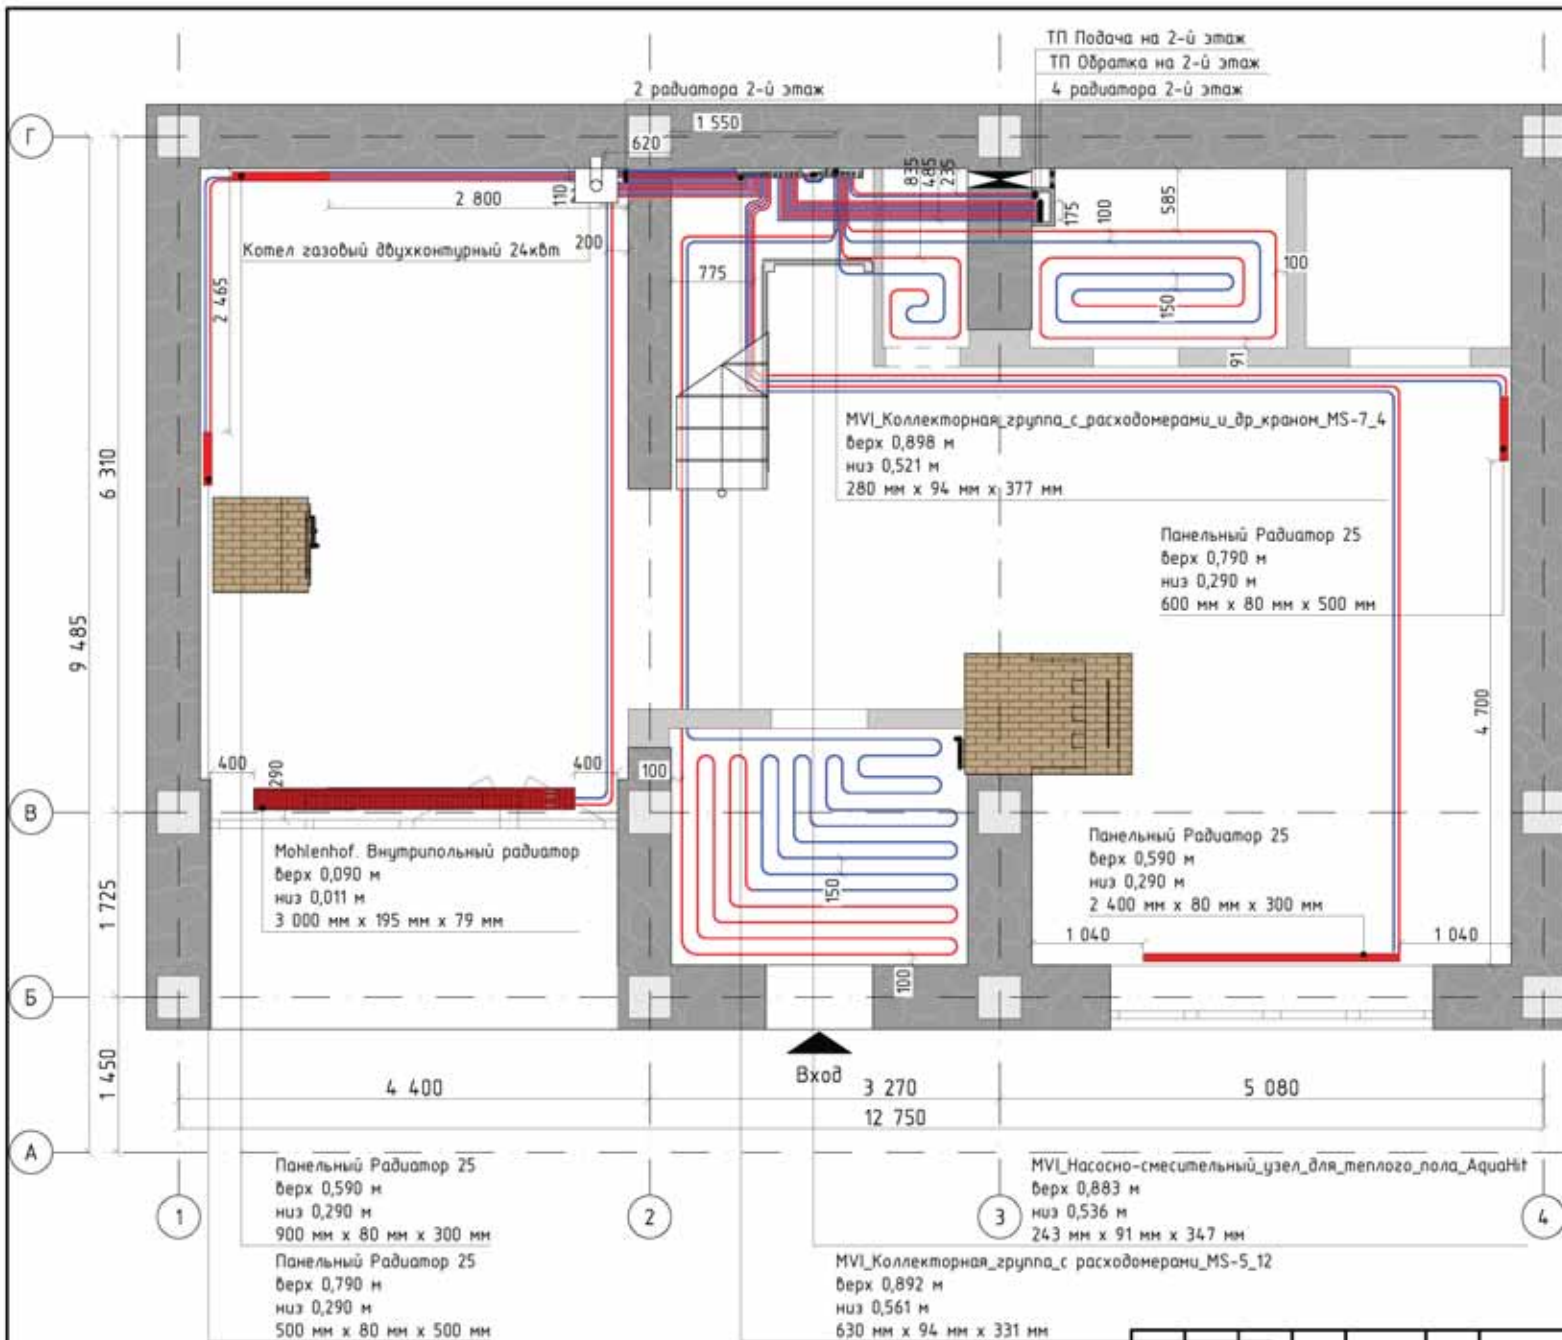 ТП Подача на 2-й этаж
ТП Обратка на 2-й этаж
2 радиатора 2-й этаж
4 радиатора 2-й этаж
Г
1 550
620
110
835
485
235
175
100
585
2 800
Котел газовый двухконтурный 24квт
200
775
100
150
91
2 465
6 310
9 485
MVI_Коллекторная_группа_с_расходомерами_и_др_краном_MS-7_4
верх 0,898 м
низ 0,521 м
280 мм x 94 мм x 377 мм
Панельный Радиатор 25
верх 0,790 м
низ 0,290 м
600 мм x 80 мм x 500 мм
4 700
400
290
400
100
В
Mohlenhof. Внутрипольный радиатор
верх 0,090 м
низ 0,011 м
3 000 мм x 195 мм x 79 мм
150
Панельный Радиатор 25
верх 0,590 м
низ 0,290 м
2 400 мм x 80 мм x 300 мм
1 725
1 040
1 040
100
Б
1 450
Вход
4 400
3 270
5 080
12 750
А
1
2
3
4
Панельный Радиатор 25
верх 0,590 м
низ 0,290 м
900 мм x 80 мм x 300 мм
MVI_Насосно-смесительный_узел_для_теплого_пола_AquaHit
верх 0,883 м
низ 0,536 м
243 мм x 91 мм x 347 мм
Панельный Радиатор 25
верх 0,790 м
низ 0,290 м
500 мм x 80 мм x 500 мм
MVI_Коллекторная_группа_с расходомерами_MS-5_12
верх 0,892 м
низ 0,561 м
630 мм x 94 мм x 331 мм